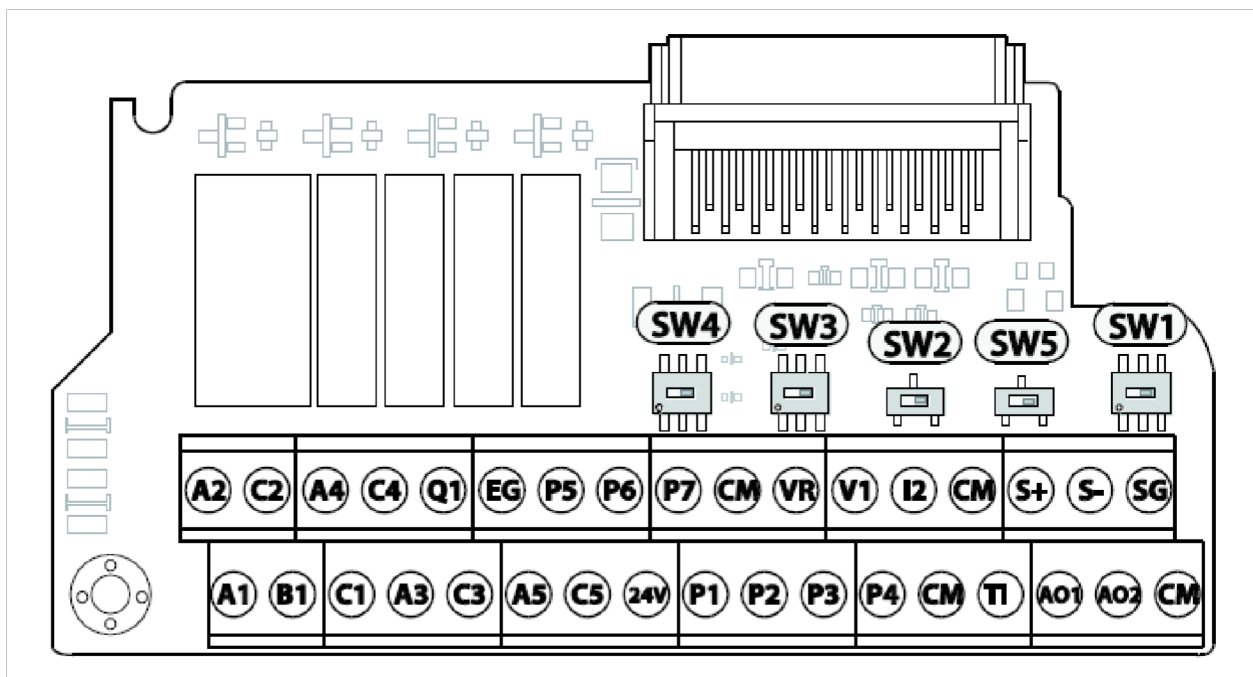 SW4 SW3 SW2 SW5 SW1
A2 C2 A4 C4 Q1 EG P5 P6 P7 CM VR V1 I2 CM S+ S- SG
A1 B1 C1 A3 C3 A5 C5 24V P1 P2 P3 P4 CM TI AO1 AO2 CM